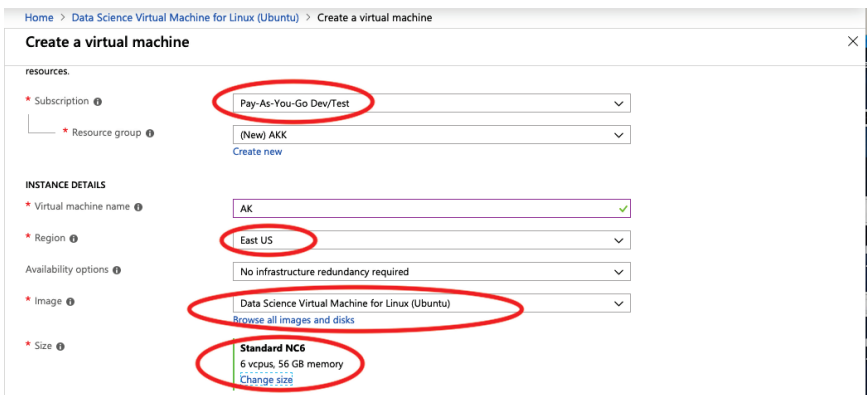 Home > Data Science Virtual Machine for Linux (Ubuntu) > Create a virtual machine
Create a virtual machine
resources.
* Subscription
Pay-As-You-Go Dev/Test
* Resource group
(New) AKK
Create new
INSTANCE DETAILS
* Virtual machine name
AK
* Region
East US
Availability options
No infrastructure redundancy required
* Image
Data Science Virtual Machine for Linux (Ubuntu)
Browse all images and disks
* Size
Standard NC6
6 vcpus, 56 GB memory
Change size